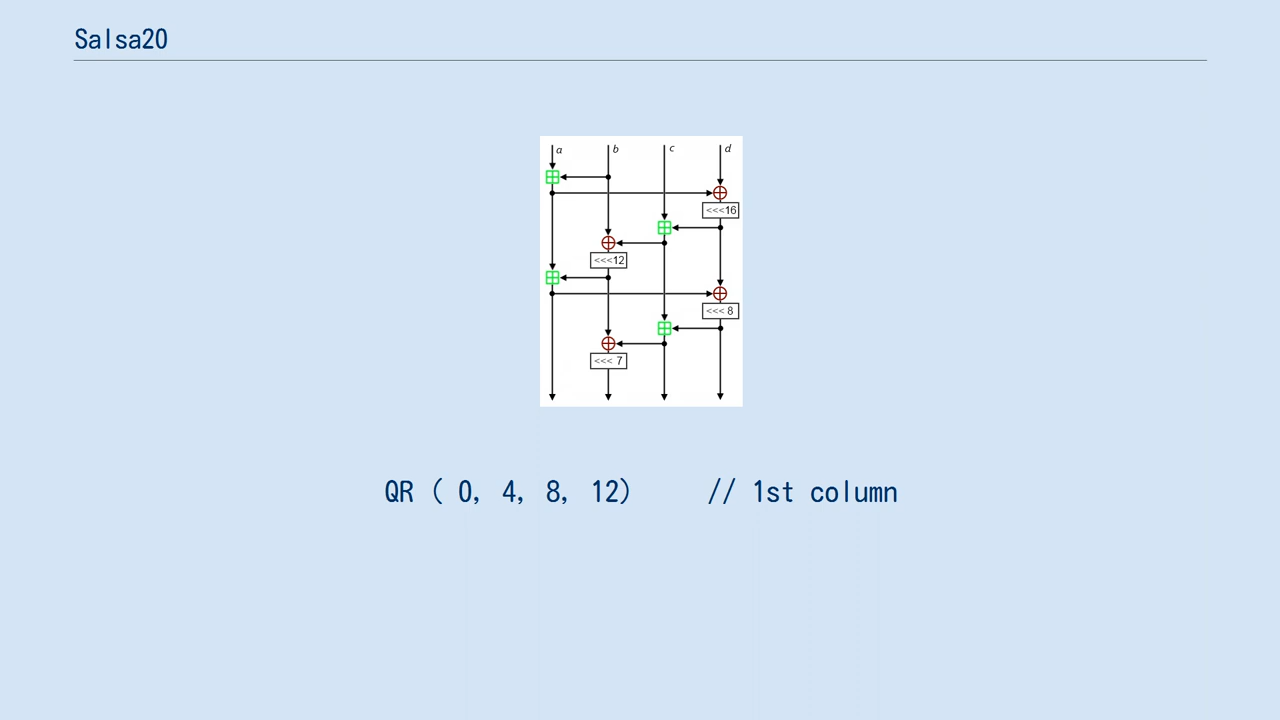 Salsa20
a b c d
<<<16
<<<12
<<< 8
<<< 7
QR ( 0, 4, 8, 12) // 1st column